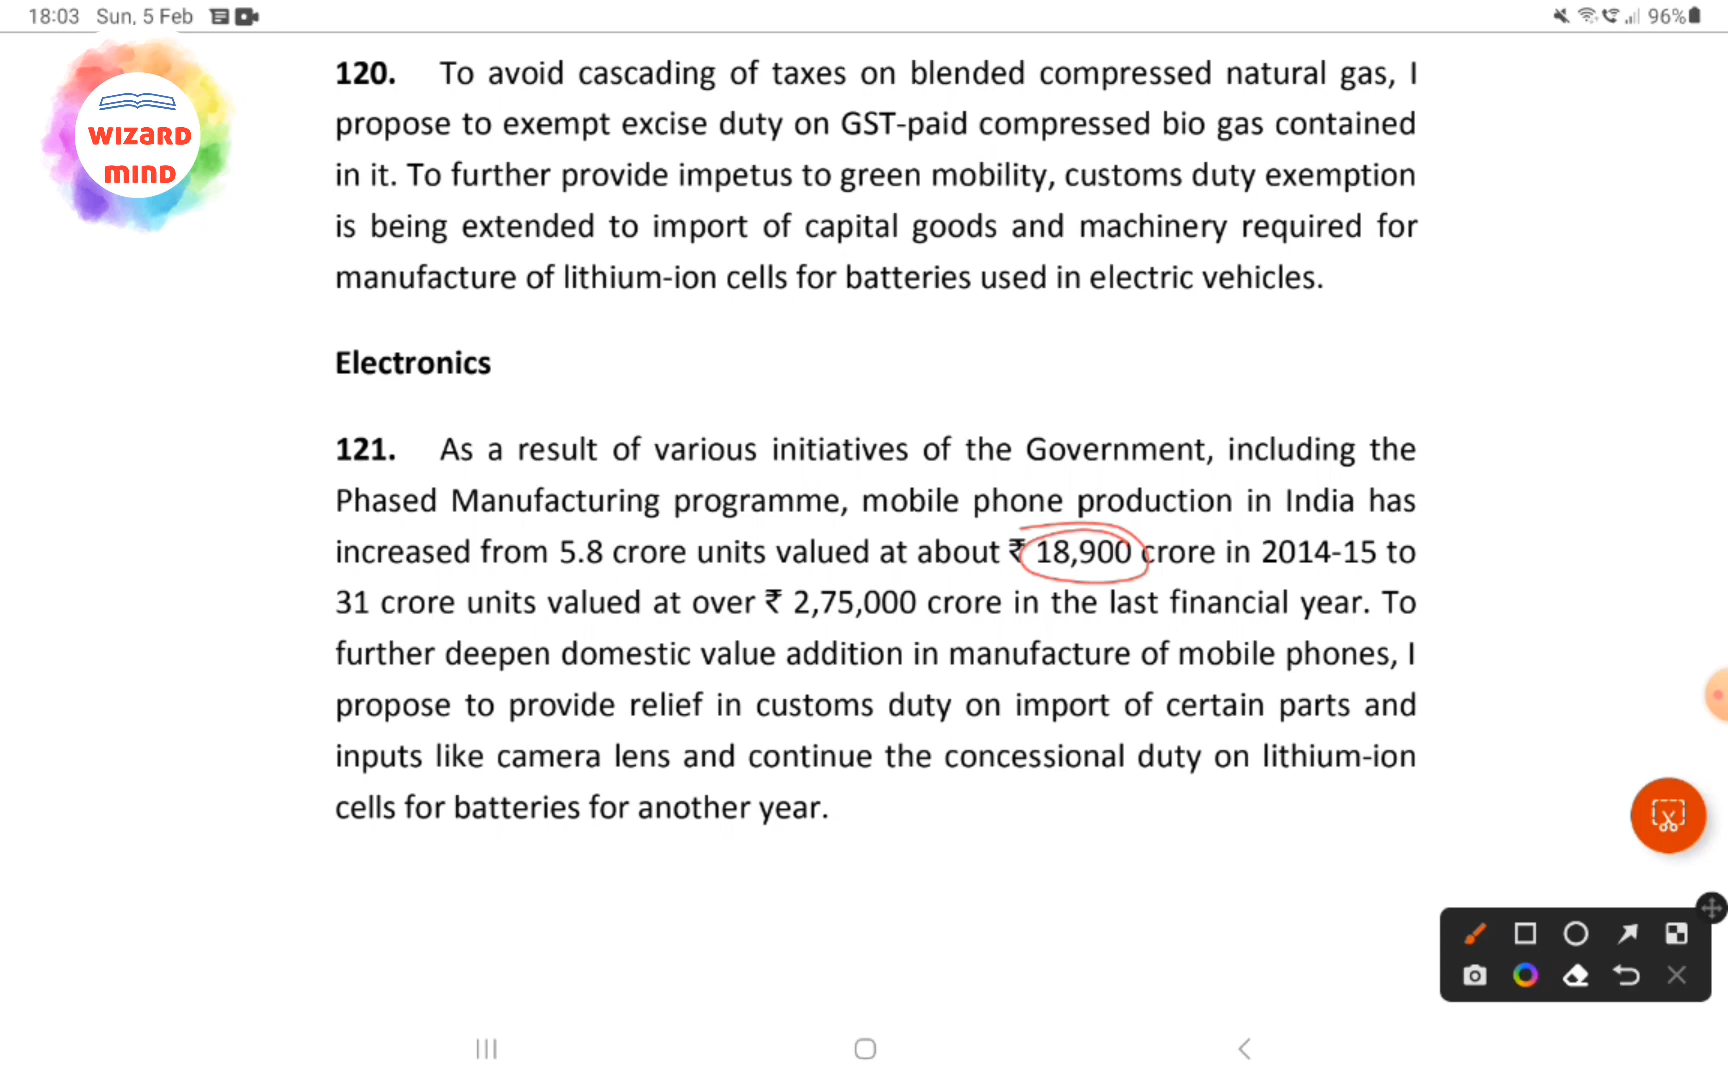 18:03 Sun, 5 Feb
96%
WIZARD
MIND
120. To avoid cascading of taxes on blended compressed natural gas, I
propose to exempt excise duty on GST-paid compressed bio gas contained
in it. To further provide impetus to green mobility, customs duty exemption
is being extended to import of capital goods and machinery required for
manufacture of lithium-ion cells for batteries used in electric vehicles.
Electronics
121. As a result of various initiatives of the Government, including the
Phased Manufacturing programme, mobile phone production in India has
increased from 5.8 crore units valued at about ₹ 18,900 crore in 2014-15 to
31 crore units valued at over ₹ 2,75,000 crore in the last financial year. To
further deepen domestic value addition in manufacture of mobile phones, I
propose to provide relief in customs duty on import of certain parts and
inputs like camera lens and continue the concessional duty on lithium-ion
cells for batteries for another year.